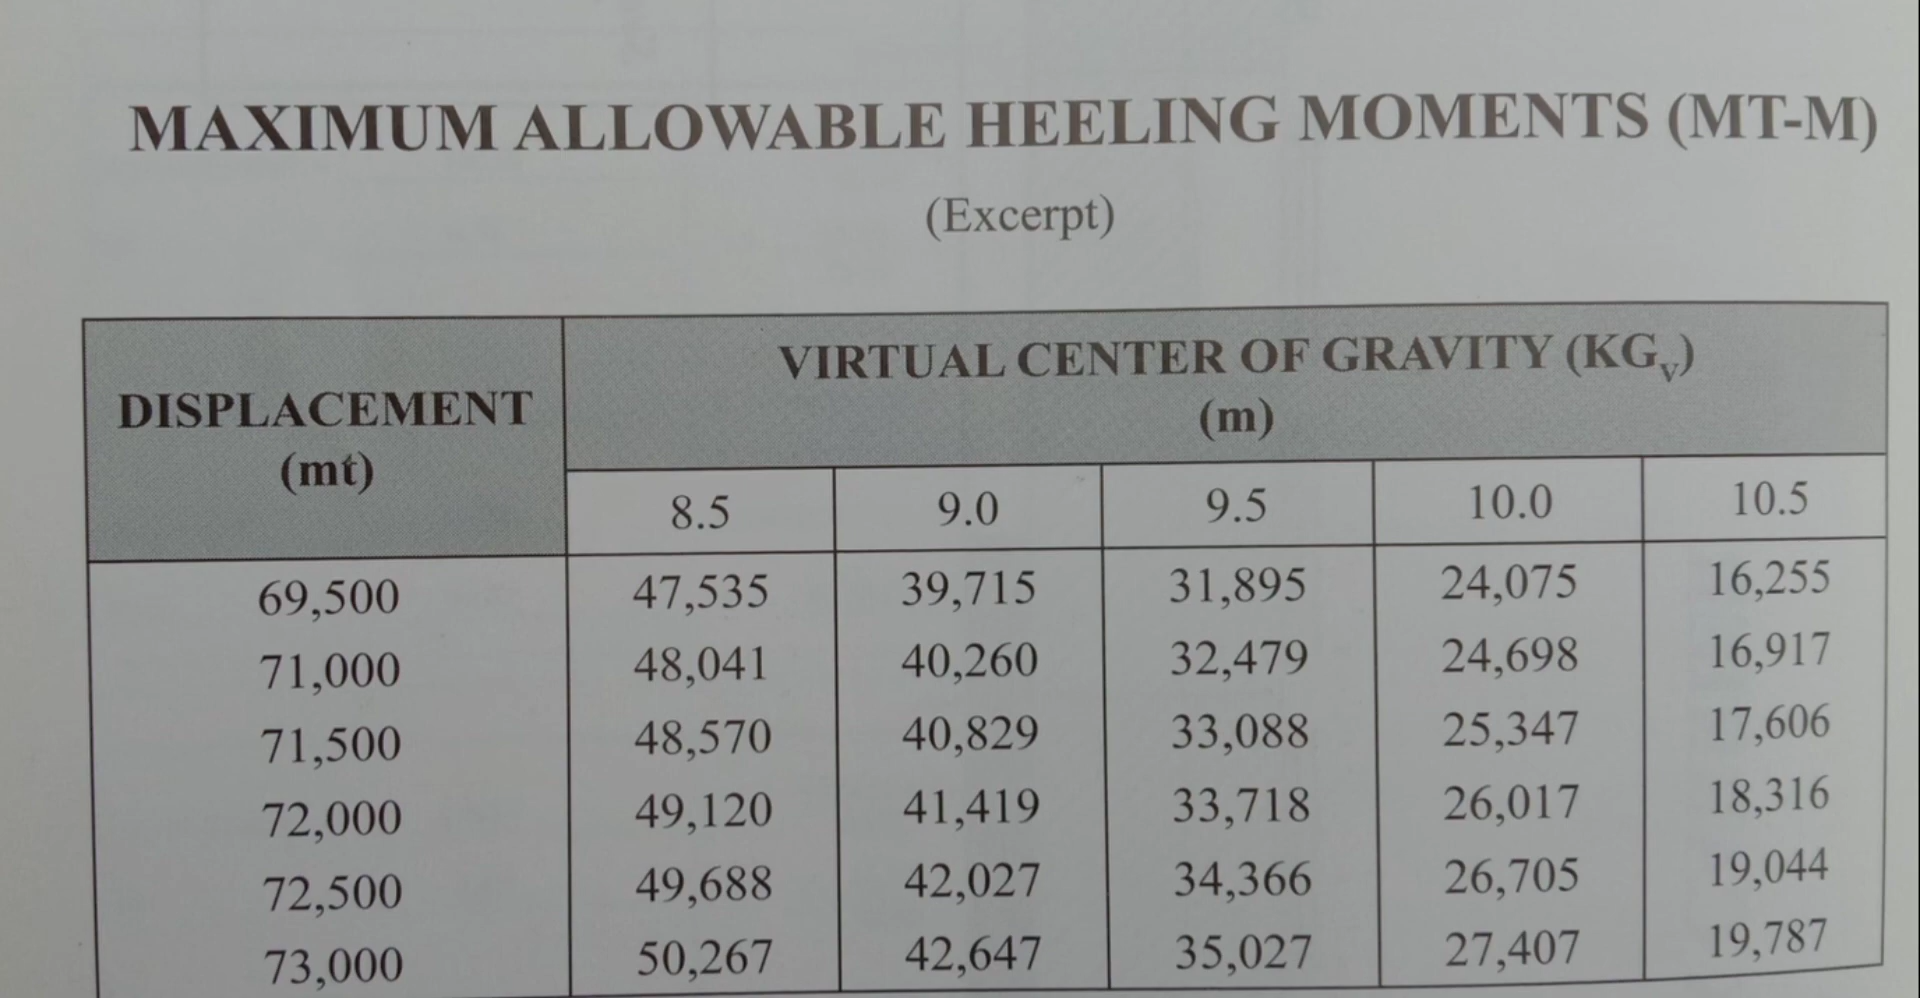 MAXIMUM ALLOWABLE HEELING MOMENTS (MT-M)
(Excerpt)
DISPLACEMENT
(mt)
VIRTUAL CENTER OF GRAVITY (KGv)
(m)
8.5 9.0 9.5 10.0 10.5
69,500 47,535 39,715 31,895 24,075 16,255
71,000 48,041 40,260 32,479 24,698 16,917
71,500 48,570 40,829 33,088 25,347 17,606
72,000 49,120 41,419 33,718 26,017 18,316
72,500 49,688 42,027 34,366 26,705 19,044
73,000 50,267 42,647 35,027 27,407 19,787